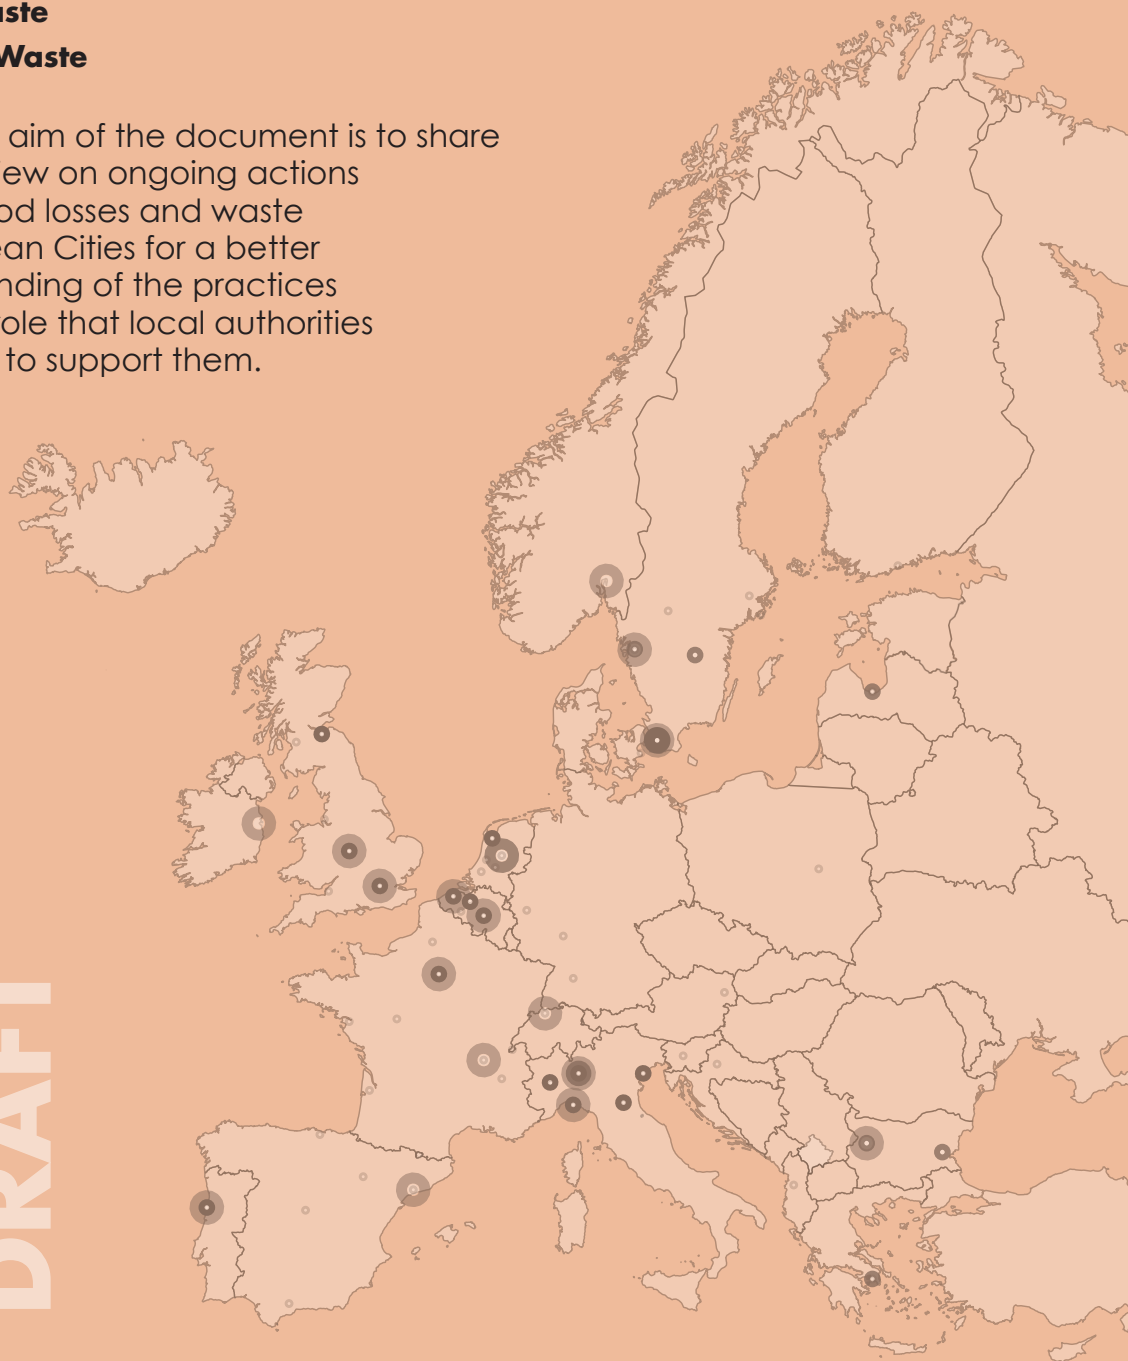 ste
Waste
aim of the document is to share
ew on ongoing actions
od losses and waste
ean Cities for a better
nding of the practices
ole that local authorities
to support them.
DRAFT